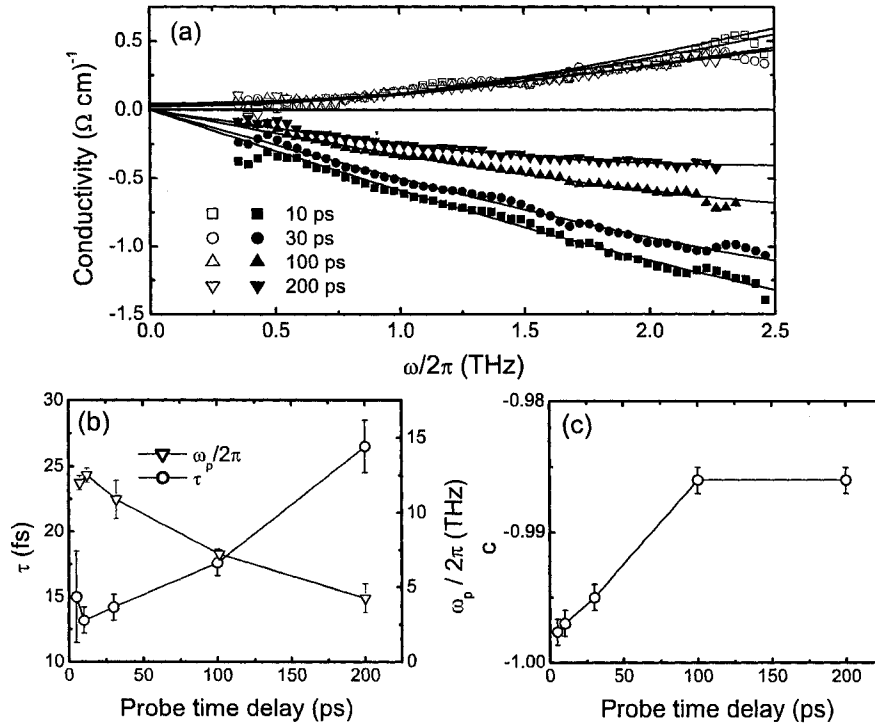 (a)
0.5
0.0
-0.5
-1.0
-1.5
Conductivity (Ω cm)⁻¹
10 ps
30 ps
100 ps
200 ps
0.0 0.5 1.0 1.5 2.0 2.5
ω/2π (THz)
(b)
30
25
20
15
10
τ (fs)
ωₚ/2π
τ
15
10
5
0
ωₚ / 2π (THz)
0 50 100 150 200
Probe time delay (ps)
(c)
-0.98
-0.99
-1.00
c
0 50 100 150 200
Probe time delay (ps)